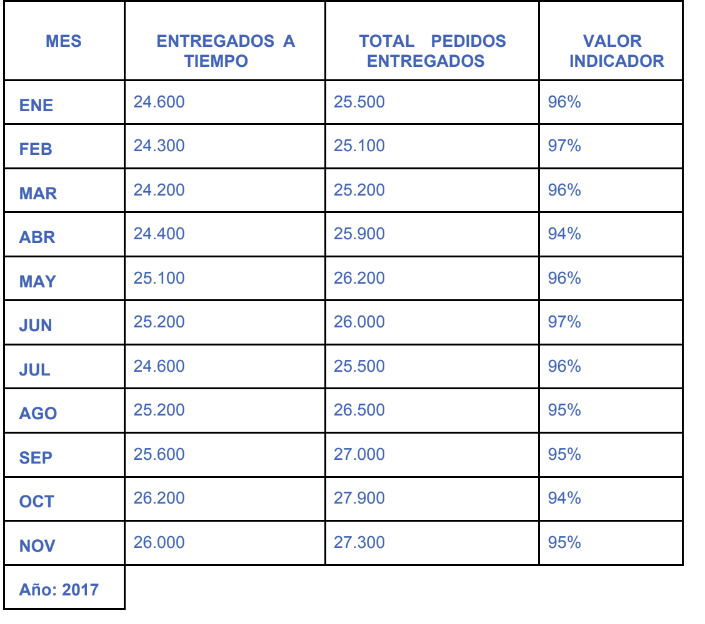 MES ENTREGADOS A TIEMPO TOTAL PEDIDOS ENTREGADOS VALOR INDICADOR
ENE 24.600 25.500 96%
FEB 24.300 25.100 97%
MAR 24.200 25.200 96%
ABR 24.400 25.900 94%
MAY 25.100 26.200 96%
JUN 25.200 26.000 97%
JUL 24.600 25.500 96%
AGO 25.200 26.500 95%
SEP 25.600 27.000 95%
OCT 26.200 27.900 94%
NOV 26.000 27.300 95%
Año: 2017